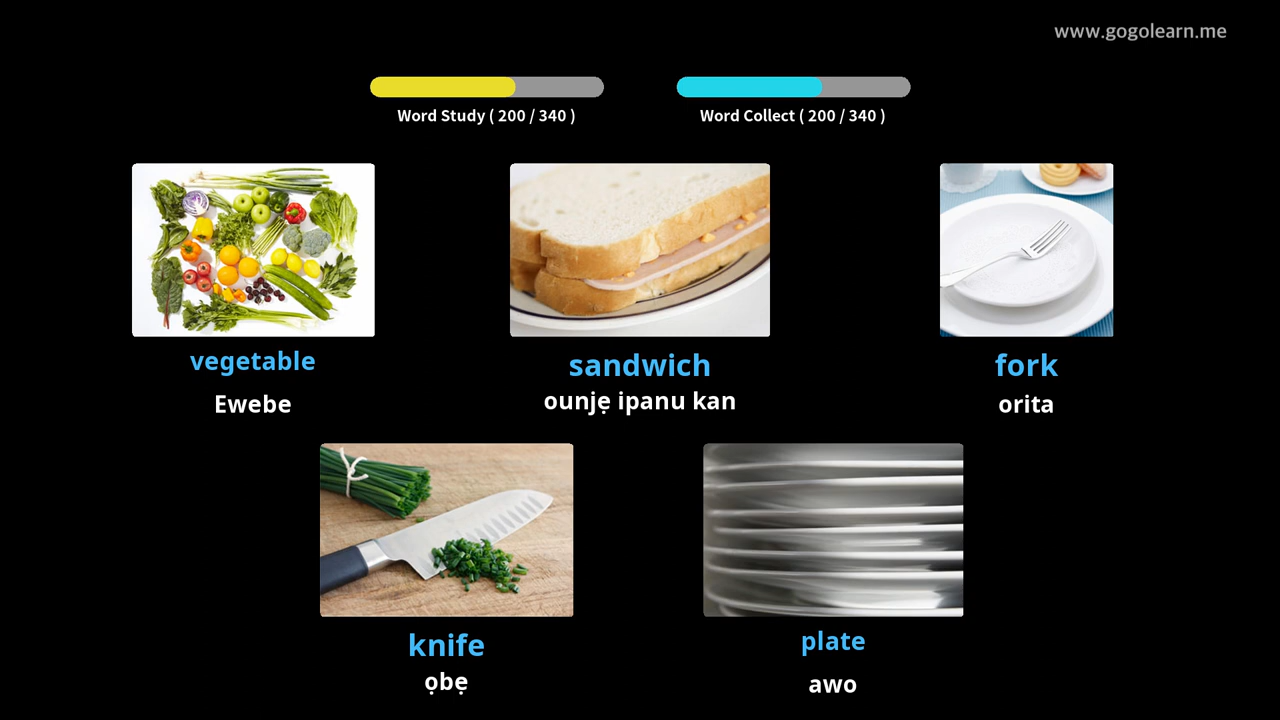 www.gogolearn.me
Word Study ( 200 / 340 )
Word Collect ( 200 / 340 )
vegetable
Ewebe
sandwich
ounjẹ ipanu kan
fork
orita
knife
ọbẹ
plate
awo